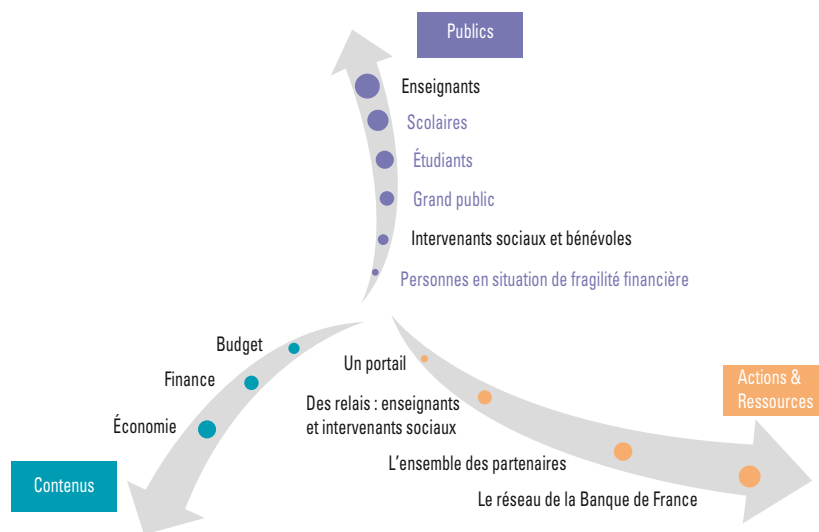 Publics
Enseignants
Scolaires
Étudiants
Grand public
Intervenants sociaux et bénévoles
Personnes en situation de fragilité financière
Budget
Finance
Économie
Contenus
Un portail
Des relais : enseignants
et intervenants sociaux
L'ensemble des partenaires
Le réseau de la Banque de France
Actions &
Ressources